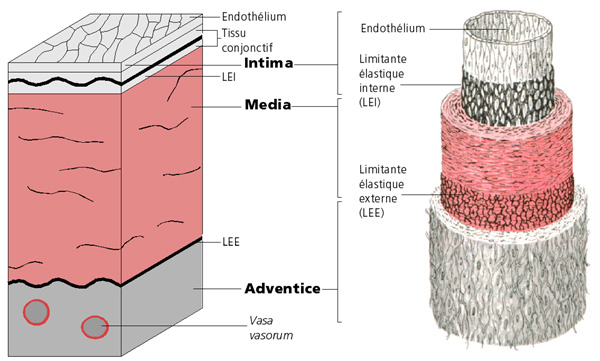 Endothélium
Tissu
conjonctif
Intima
LEI
Media
LEE
Adventice
Vasa
vasorum
Endothélium
Limitante
élastique
interne
(LEI)
Limitante
élastique
externe
(LEE)